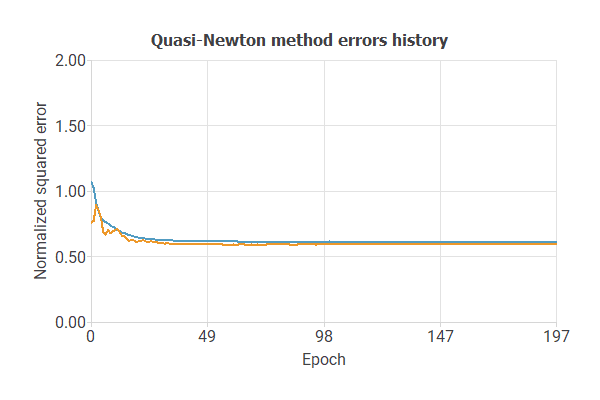 Quasi-Newton method errors history
Normalized squared error
2.00
1.50
1.00
0.50
0.00
0 49 98 147 197
Epoch